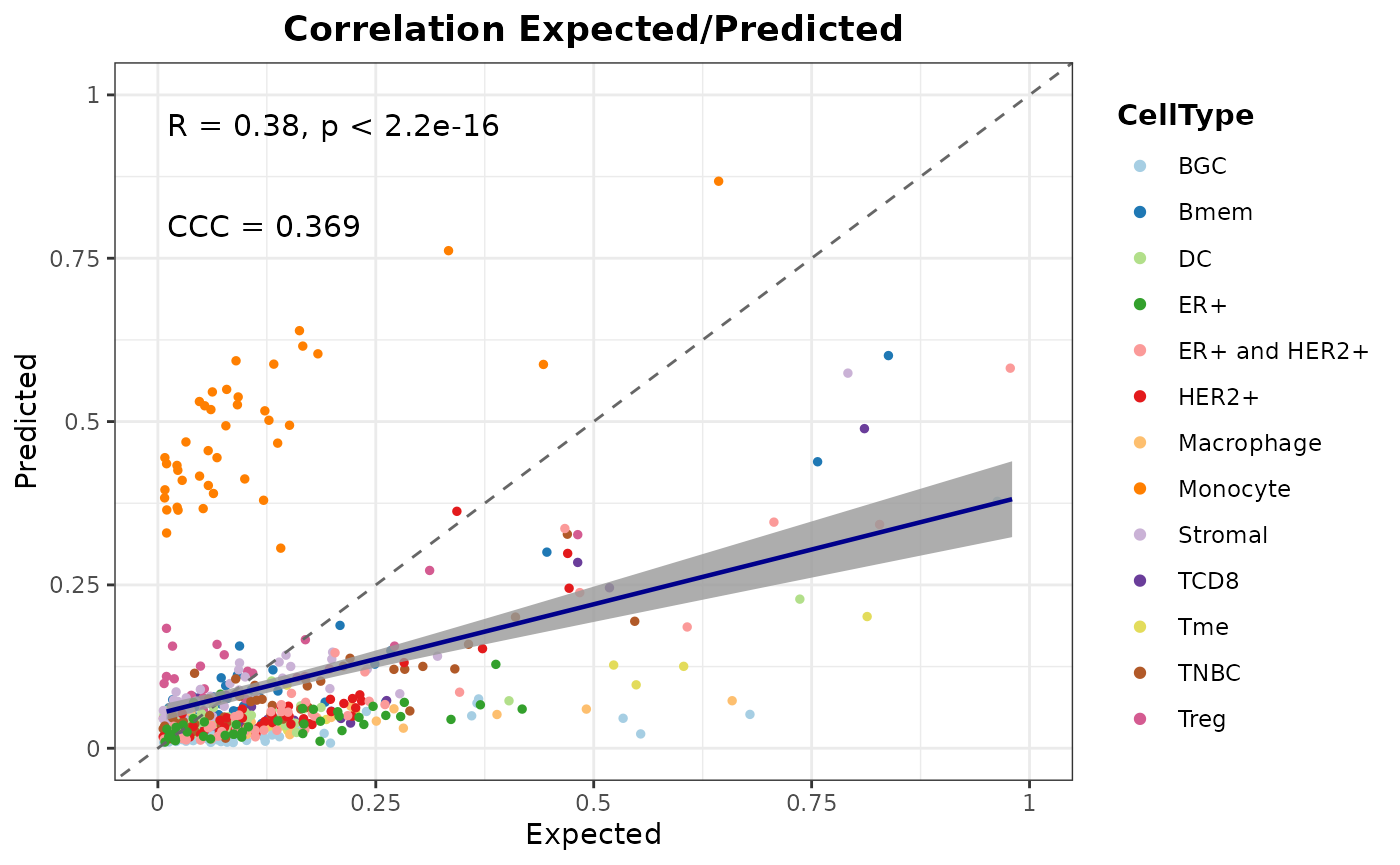 Correlation Expected/Predicted
R = 0.38, p < 2.2e-16
CCC = 0.369
1
0.75
0.5
0.25
0
Predicted
0
0.25
0.5
0.75
1
Expected
CellType
BGC
Bmem
DC
ER+
ER+ and HER2+
HER2+
Macrophage
Monocyte
Stromal
TCD8
Tme
TNBC
Treg